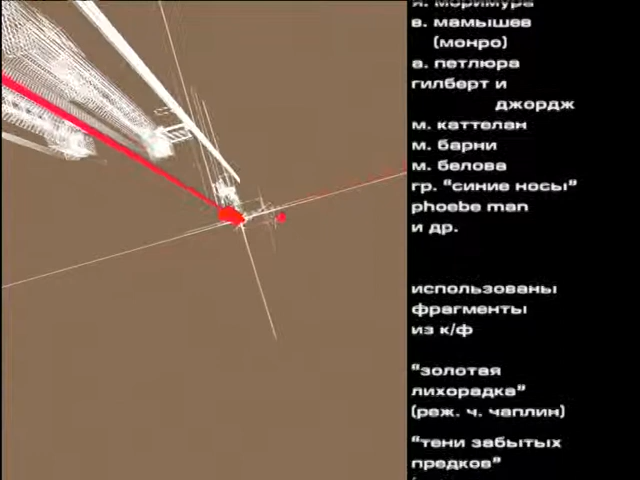 я. моримура
в. мамышев
(монро)
а. петлюра
гилберт и
джордж
м. каттелан
м. барни
м. белова
гр. "синие носы"
phoebe man
и др.
использованы
фрагменты
из к/ф
"золотая
лихорадка"
(реж. ч. чаплин)
"тени забытых
предков"